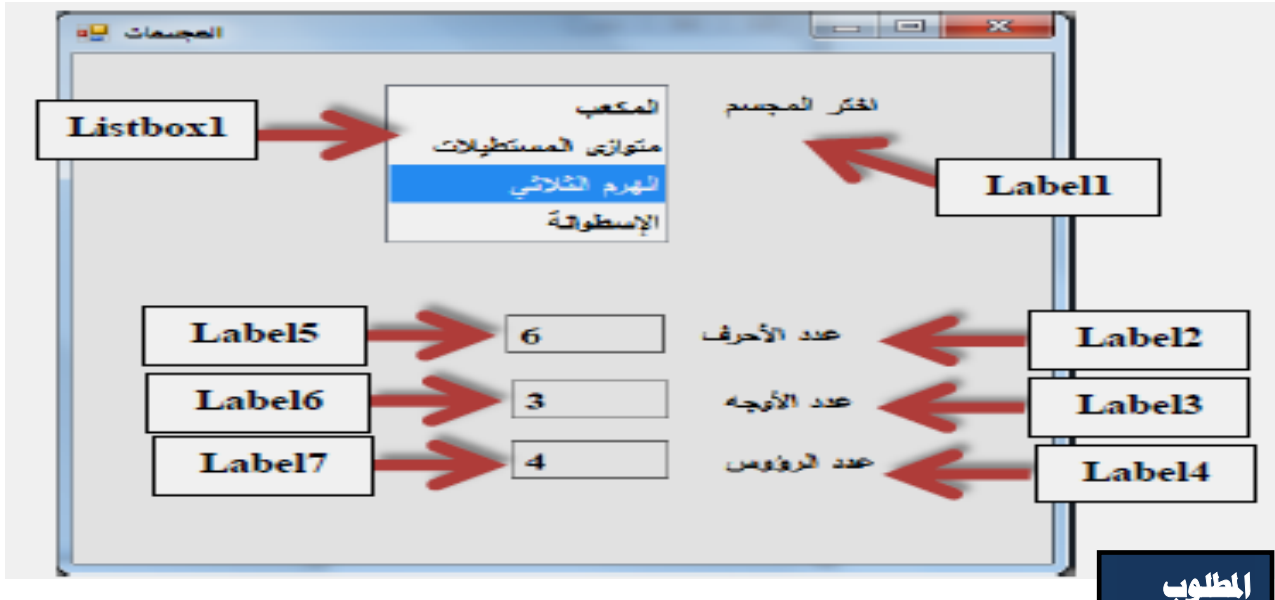 المجسمات
اختر المجسم
المكعب
متوازى المستطيلات
الهرم الثلاثي
الإسطوانة
Listbox1
Label1
عدد الأحرف
6
Label5
Label2
عدد الأوجه
3
Label6
Label3
عدد الرؤوس
4
Label7
Label4
المطلوب